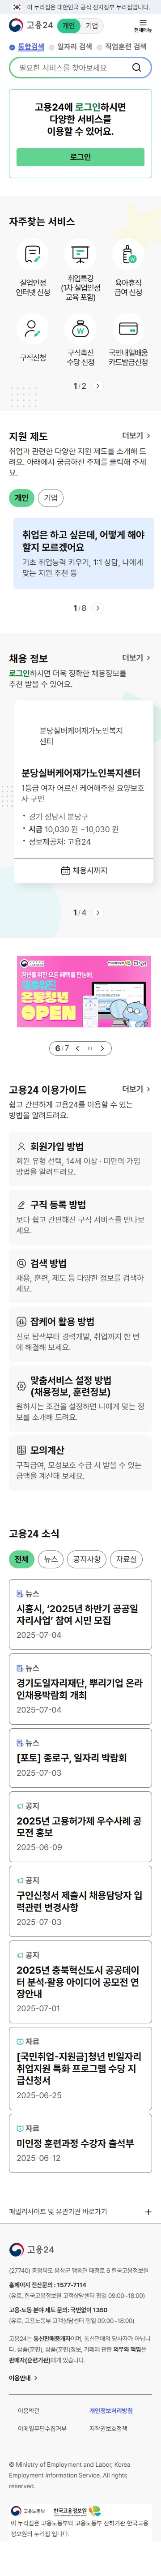 이 누리집은 대한민국 공식 전자정부 누리집입니다.
고용24 개인 기업 전체메뉴
통합검색 일자리 검색 직업훈련 검색
필요한 서비스를 찾아보세요
고용24에 로그인하시면
다양한 서비스를
이용할 수 있어요.
로그인
자주찾는 서비스
실업인정
인터넷 신청
취업특강
(1차 실업인정
교육 포함)
육아휴직
급여 신청
구직신청
구직촉진
수당 신청
국민내일배움
카드발급신청
1 / 2
지원 제도 더보기
취업과 관련한 다양한 지원 제도를 소개해 드
려요. 아래에서 궁금하신 주제를 클릭해 주세
요.
개인 기업
취업은 하고 싶은데, 어떻게 해야
할지 모르겠어요
기초 취업능력 키우기, 1:1 상담, 나에게
맞는 지원 추천 등
1 / 8
채용 정보 더보기
로그인하시면 더욱 정확한 채용정보를
추천 받을 수 있어요.
분당실버케어재가노인복지
센터
분당실버케어재가노인복지센터
1등급 여자 어르신 케어해주실 요양보호
사 구인
경기 성남시 분당구
시급 10,030 원 ~10,030 원
정보제공처: 고용24
채용시까지
1 / 4
청년을 위한 모든 혜택을 한눈에,
새로워진
온통청년
OPEN
6 / 7
고용24 이용가이드 더보기
쉽고 간편하게 고용24를 이용할 수 있는
방법을 알려드려요.
회원가입 방법
회원 유형 선택, 14세 이상 · 미만의 가입
방법을 알려드려요.
구직 등록 방법
보다 쉽고 간편해진 구직 서비스를 만나보
세요.
검색 방법
채용, 훈련, 제도 등 다양한 정보를 검색하
세요.
잡케어 활용 방법
진로 탐색부터 경력개발, 취업까지 한 번
에 해결해 보세요.
맞춤서비스 설정 방법
(채용정보, 훈련정보)
원하시는 조건을 설정하면 나에게 맞는 정
보를 소개해 드려요.
모의계산
구직급여, 모성보호 수급 시 받을 수 있는
금액을 계산해 보세요.
고용24 소식
전체 뉴스 공지사항 자료실
뉴스
시흥시, ‘2025년 하반기 공공일
자리사업’ 참여 시민 모집
2025-07-04
뉴스
경기도일자리재단, 뿌리기업 온라
인채용박람회 개최
2025-07-04
뉴스
[포토] 종로구, 일자리 박람회
2025-07-03
공지
2025년 고용허가제 우수사례 공
모전 홍보
2025-06-09
공지
구인신청서 제출시 채용담당자 입
력관련 변경사항
2025-07-03
공지
2025년 충북혁신도시 공공데이
터 분석·활용 아이디어 공모전 연
장안내
2025-07-01
자료
[국민취업-지원금]청년 빈일자리
취업지원 특화 프로그램 수당 지
급신청서
2025-06-25
자료
미인정 훈련과정 수강자 출석부
2025-06-12
패밀리사이트 및 유관기관 바로가기
고용24
(27740) 충청북도 음성군 맹동면 태정로 6 한국고용정보원
홈페이지 전산문의 : 1577-7114
(유료, 한국고용정보원 고객상담센터 평일 09:00~18:00)
고용·노동 분야 제도 문의: 국번없이 1350
(유료, 고용노동부 고객상담센터 평일 09:00~18:00)
고용24는 통신판매중개자이며, 통신판매의 당사자가 아닙니
다. 상품(훈련), 상품(훈련)정보, 거래에 관한 의무와 책임은
판매자(훈련기관)에게 있습니다.
이용안내
이용약관 개인정보처리방침
이메일무단수집거부 저작권보호정책
© Ministry of Employment and Labor, Korea
Employment Information Service. All rights
reserved.
고용노동부 한국고용정보원
이 누리집은 고용노동부와 고용노동부 산하기관 한국고용
정보원의 누리집 입니다.